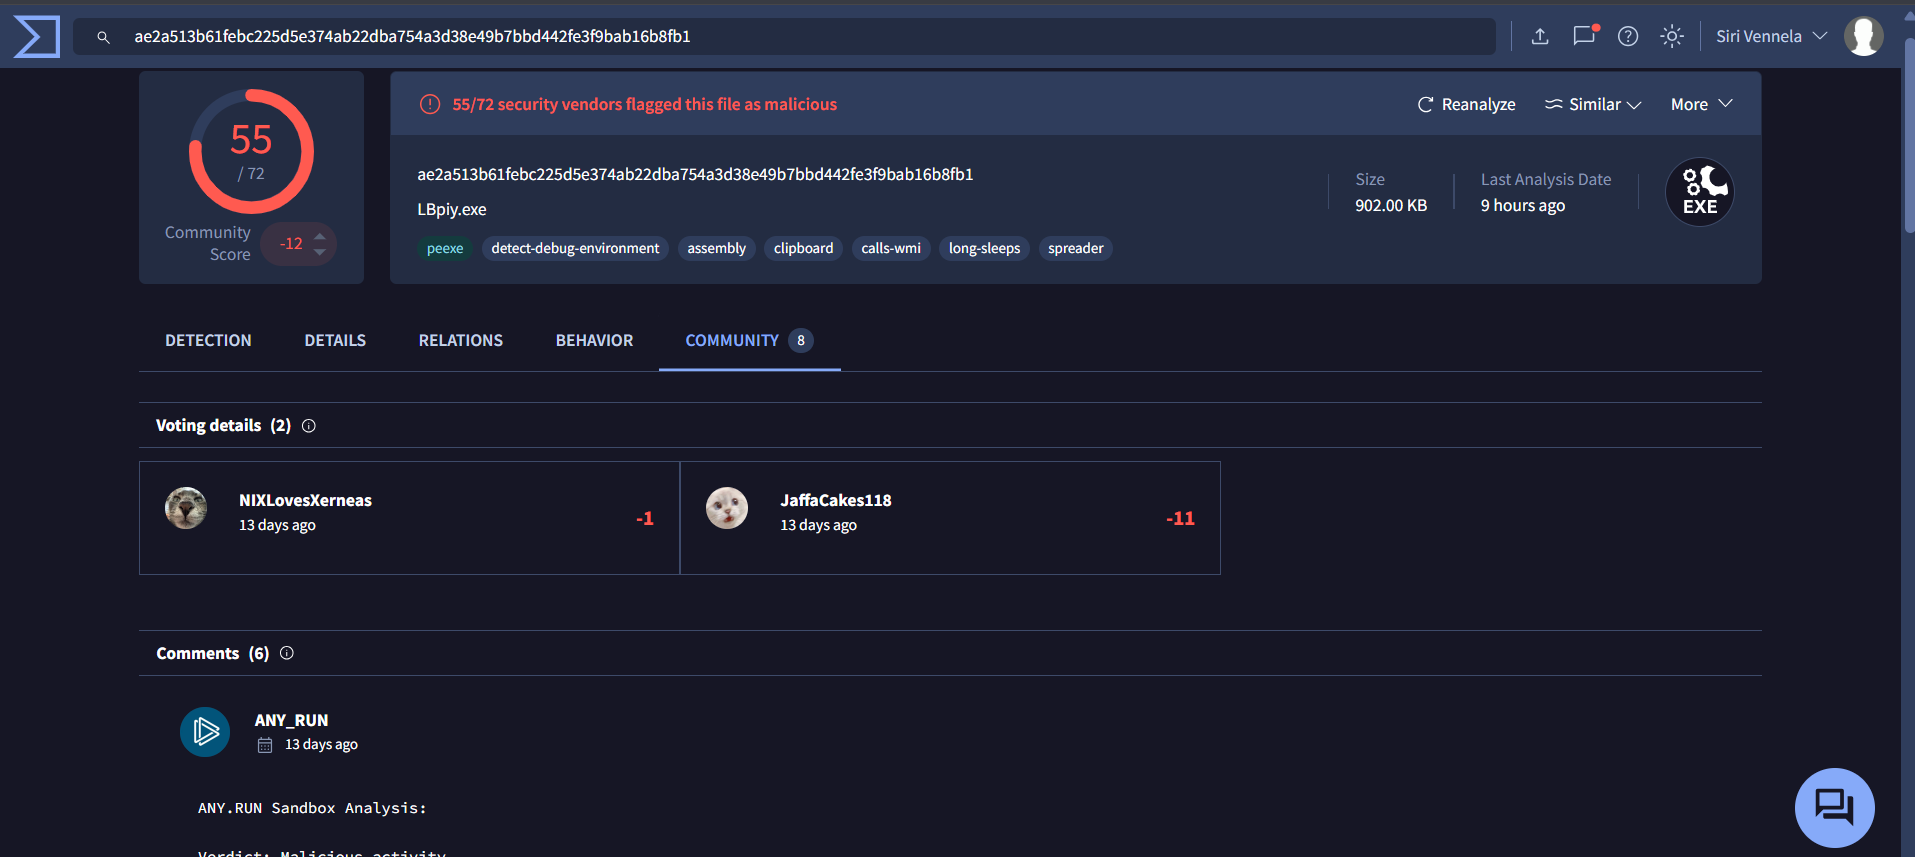 ae2a513b61febc225d5e374ab22dba754a3d38e49b7bbd442fe3f9bab16b8fb1
Siri Vennela
55
/ 72
Community
Score
-12
55/72 security vendors flagged this file as malicious
Reanalyze
Similar
More
ae2a513b61febc225d5e374ab22dba754a3d38e49b7bbd442fe3f9bab16b8fb1
LBpiy.exe
Size
902.00 KB
Last Analysis Date
9 hours ago
EXE
peexe
detect-debug-environment
assembly
clipboard
calls-wmi
long-sleeps
spreader
DETECTION
DETAILS
RELATIONS
BEHAVIOR
COMMUNITY
8
Voting details (2)
NIXLovesXerneas
13 days ago
-1
JaffaCakes118
13 days ago
-11
Comments (6)
ANY_RUN
13 days ago
ANY.RUN Sandbox Analysis:
Verdict: Malicious activity